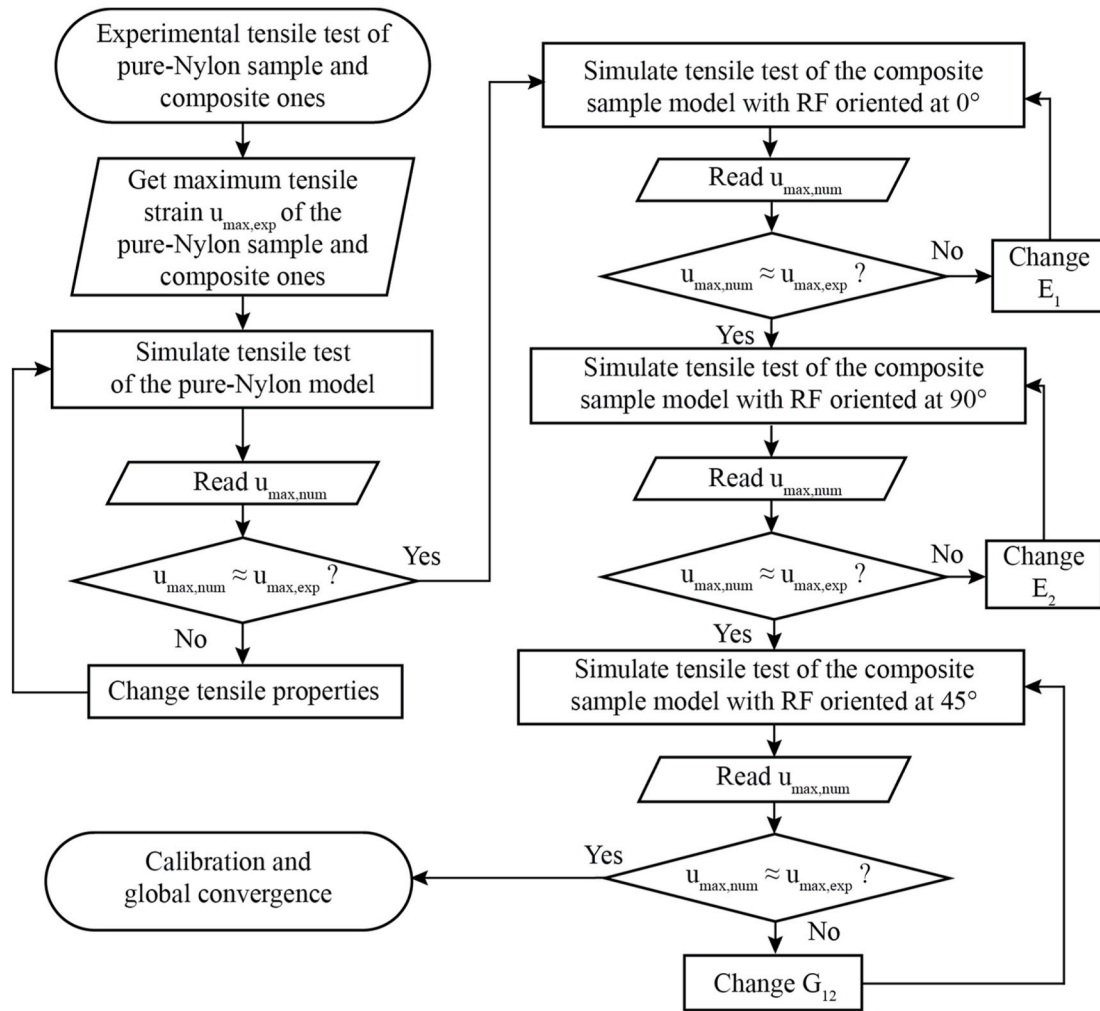 Experimental tensile test of
pure-Nylon sample and
composite ones
Get maximum tensile
strain u_max,exp of the
pure-Nylon sample and
composite ones
Simulate tensile test
of the pure-Nylon model
Read u_max,num
u_max,num ≈ u_max,exp ?
Yes
No
Change tensile properties
Simulate tensile test of the composite
sample model with RF oriented at 0°
Read u_max,num
u_max,num ≈ u_max,exp ?
No
Change
E_1
Yes
Simulate tensile test of the composite
sample model with RF oriented at 90°
Read u_max,num
u_max,num ≈ u_max,exp ?
No
Change
E_2
Yes
Simulate tensile test of the composite
sample model with RF oriented at 45°
Read u_max,num
u_max,num ≈ u_max,exp ?
Yes
No
Change G_12
Calibration and
global convergence